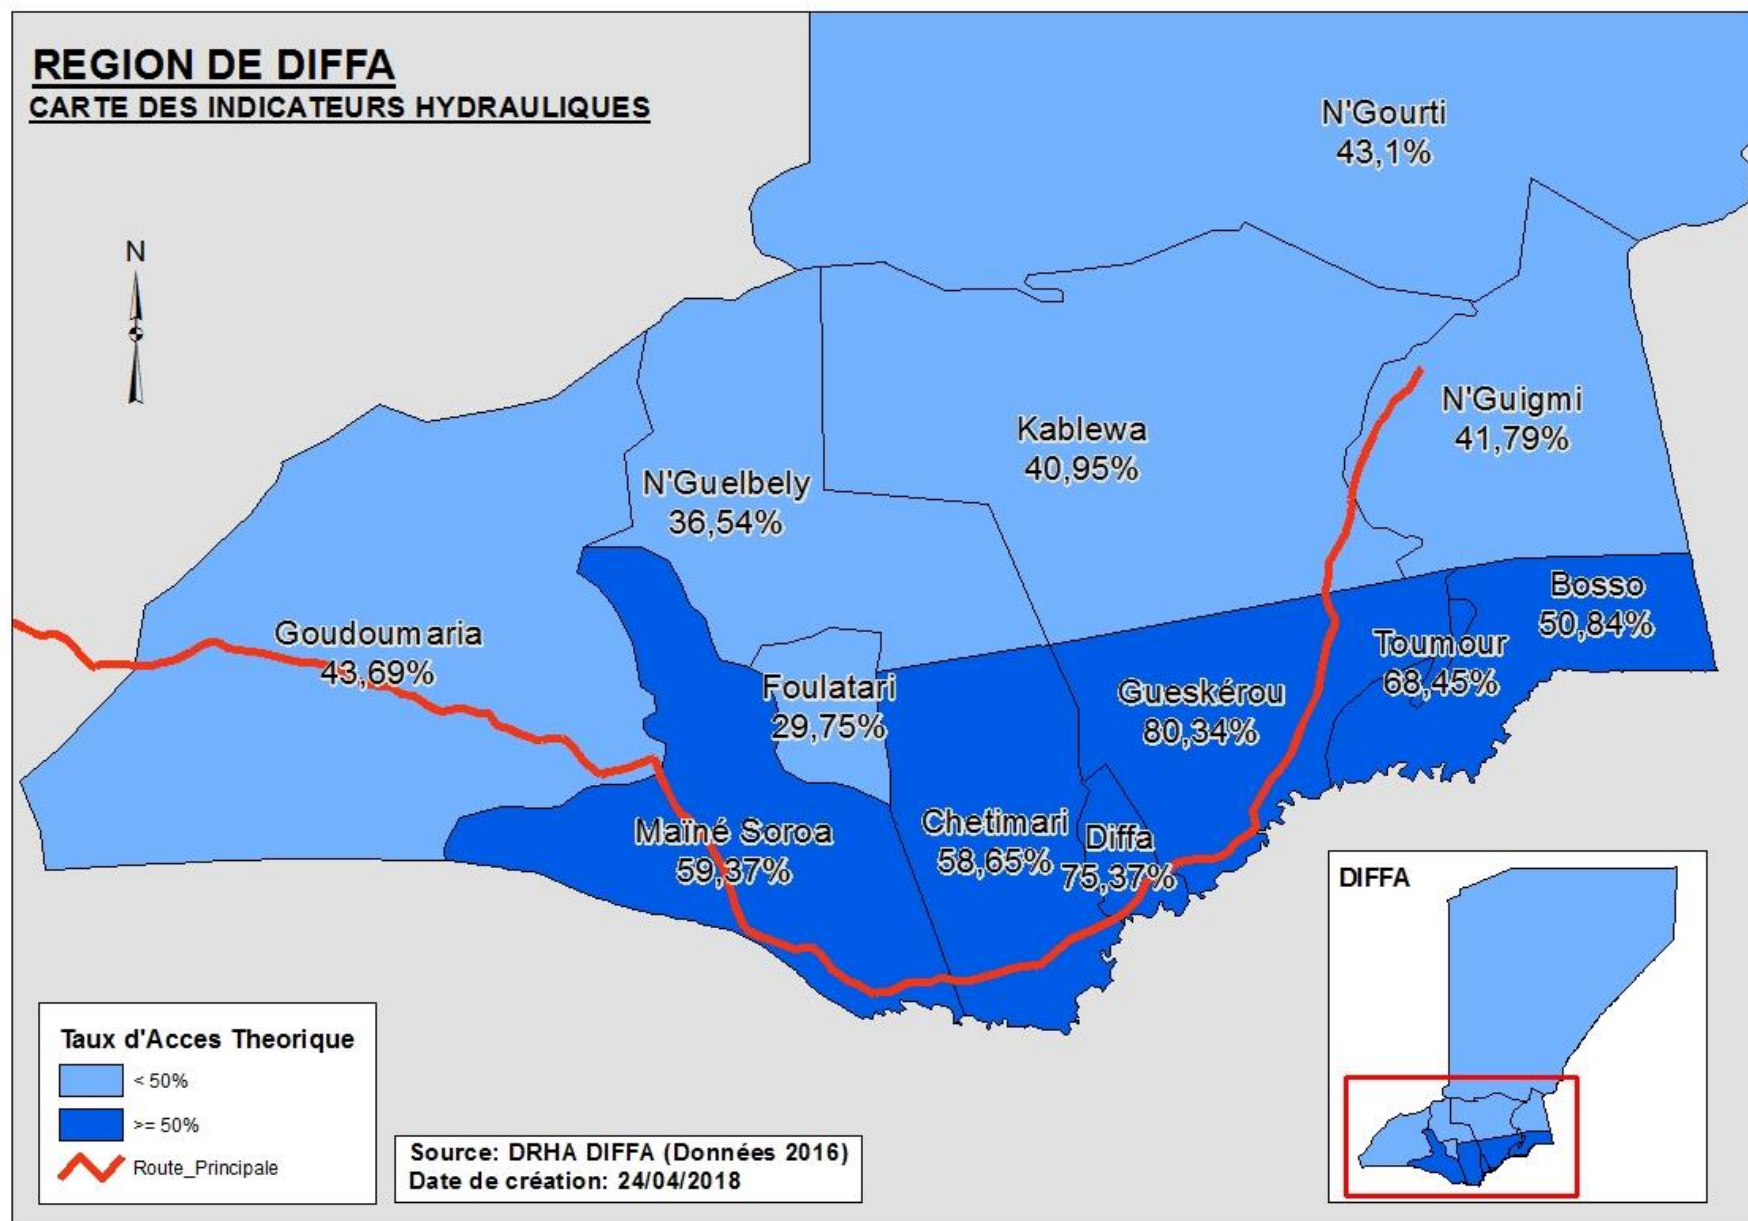 REGION DE DIFFA
CARTE DES INDICATEURS HYDRAULIQUES
N'Gourti
43,1%
N
N'Guigmi
41,79%
Kablewa
40,95%
N'Guelbely
36,54%
Bosso
50,84%
Goudoumaria
43,69%
Toumour
68,45%
Foulatari
29,75%
Gueskérou
80,34%
Maïné Soroa
59,37%
Chetimari
58,65%
Diffa
75,37%
DIFFA
Taux d'Acces Theorique
< 50%
>= 50%
Route_Principale
Source: DRHA DIFFA (Données 2016)
Date de création: 24/04/2018